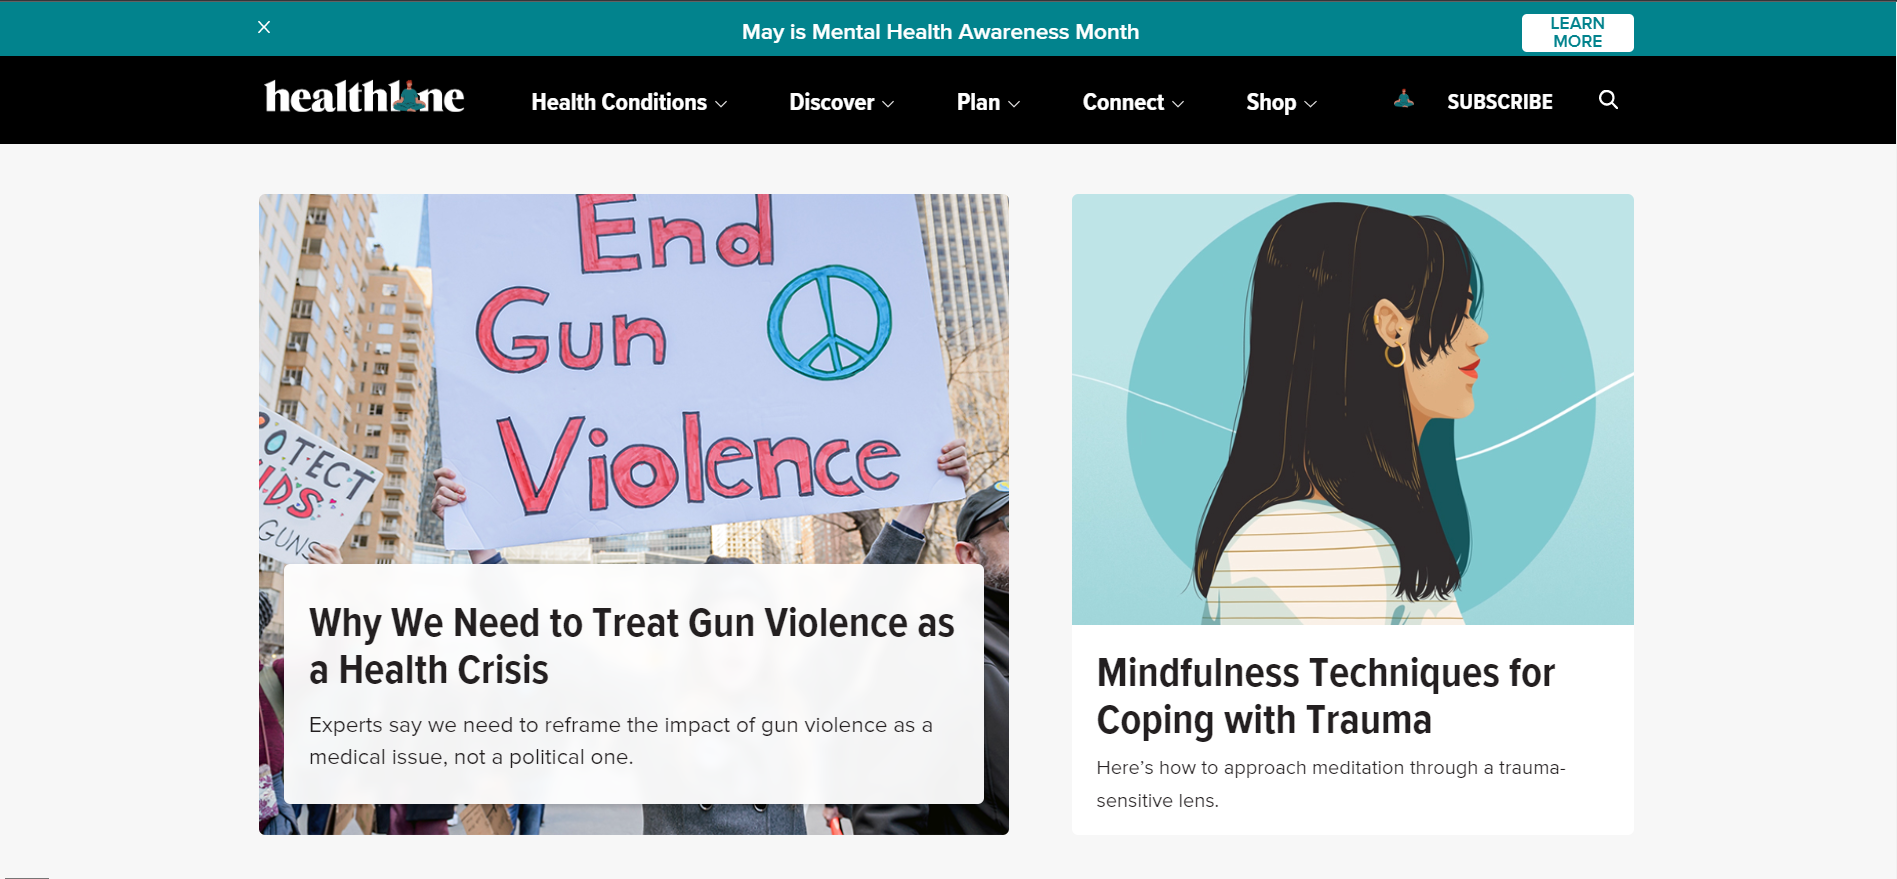 May is Mental Health Awareness Month
LEARN
MORE
healthline
Health Conditions
Discover
Plan
Connect
Shop
SUBSCRIBE
End
Gun
Violence
OTECT
IDS
GUNS
Why We Need to Treat Gun Violence as
a Health Crisis
Experts say we need to reframe the impact of gun violence as a
medical issue, not a political one.
Mindfulness Techniques for
Coping with Trauma
Here’s how to approach meditation through a trauma-
sensitive lens.